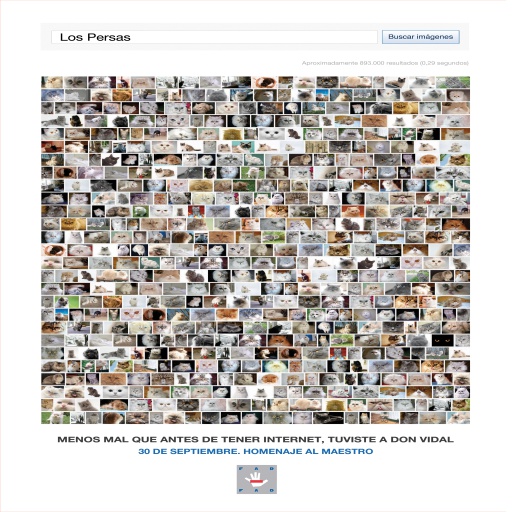 Los Persas
Buscar imágenes
Aproximadamente 893.000 resultados (0,29 segundos)
MENOS MAL QUE ANTES DE TENER INTERNET, TUVISTE A DON VIDAL
30 DE SEPTIEMBRE. HOMENAJE AL MAESTRO
F A D
F A D